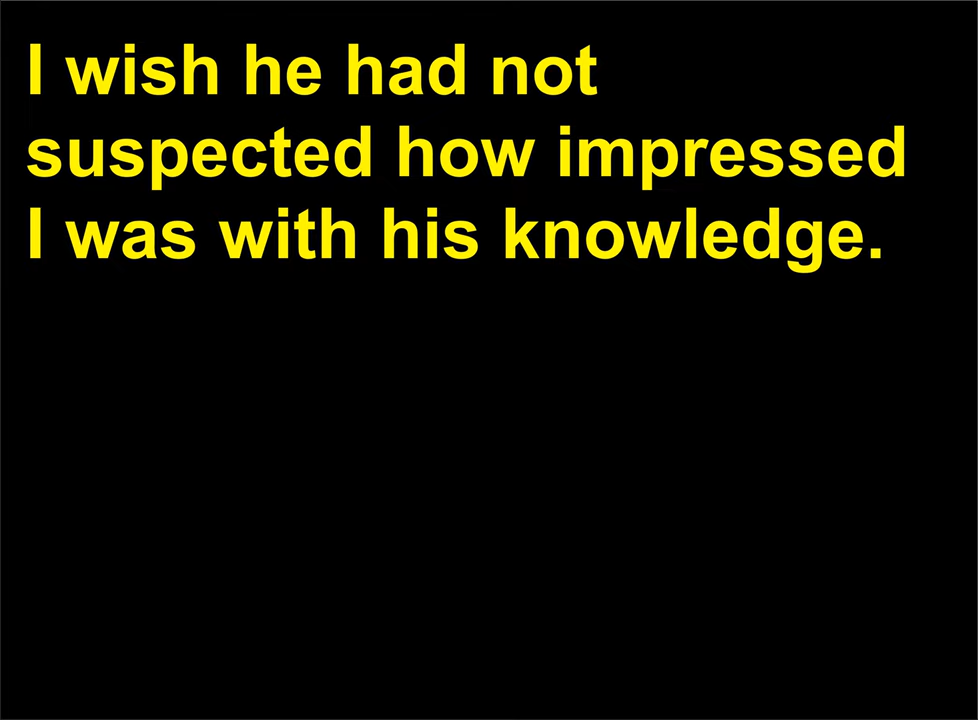 I wish he had not
suspected how impressed
I was with his knowledge.